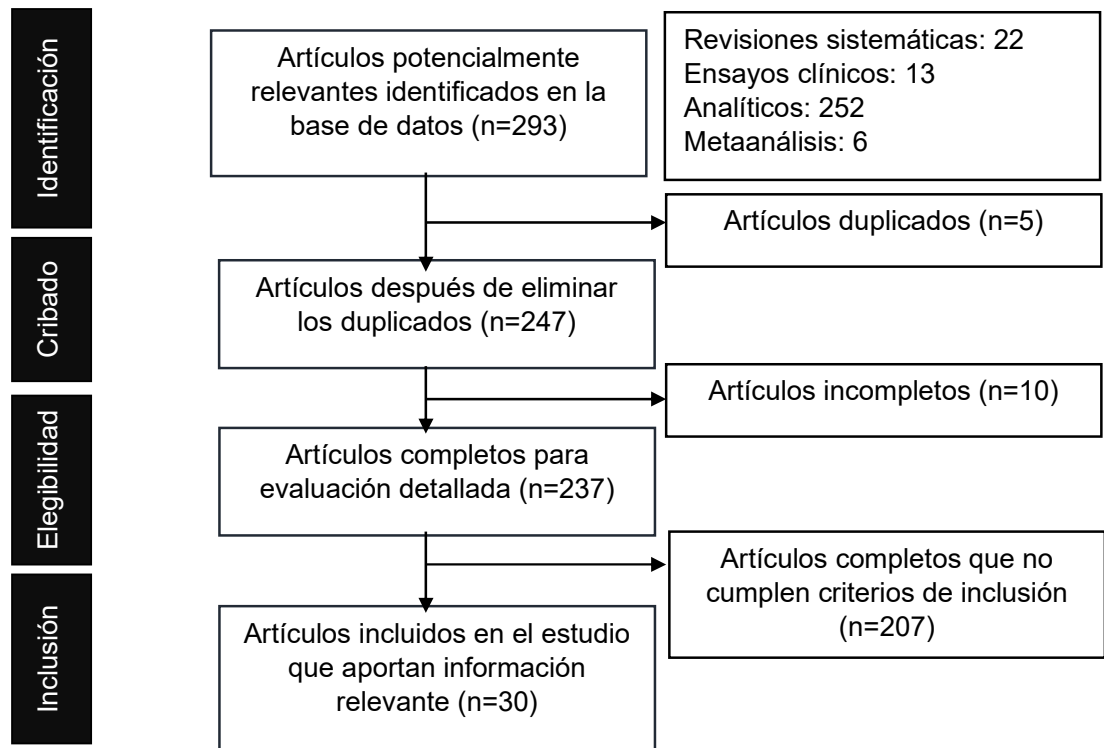 Identificación
Artículos potencialmente
relevantes identificados en la
base de datos (n=293)
Revisiones sistemáticas: 22
Ensayos clínicos: 13
Analíticos: 252
Metaanálisis: 6
Artículos duplicados (n=5)
Cribado
Artículos después de eliminar
los duplicados (n=247)
Artículos incompletos (n=10)
Elegibilidad
Artículos completos para
evaluación detallada (n=237)
Artículos completos que no
cumplen criterios de inclusión
(n=207)
Inclusión
Artículos incluidos en el estudio
que aportan información
relevante (n=30)